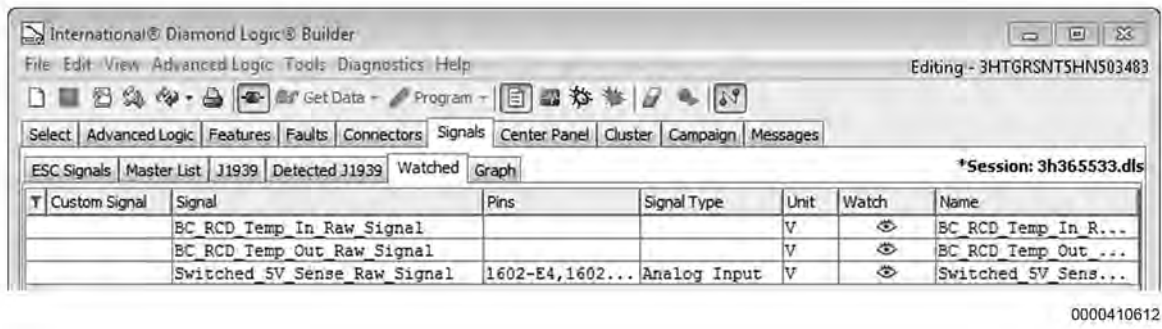 International® Diamond Logic® Builder
File Edit View Advanced Logic Tools Diagnostics Help Editing - 3HTGRSNT5HN503483
Get Data Program
Select Advanced Logic Features Faults Connectors Signals Center Panel Cluster Campaign Messages
ESC Signals Master List J1939 Detected J1939 Watched Graph *Session: 3h365533.dls
Custom Signal Signal Pins Signal Type Unit Watch Name
BC_RCD_Temp_In_Raw_Signal V BC_RCD_Temp_In_R...
BC_RCD_Temp_Out_Raw_Signal V BC_RCD_Temp_Out_...
Switched_5V_Sense_Raw_Signal 1602-E4,1602... Analog Input V Switched_5V_Sens...
0000410612